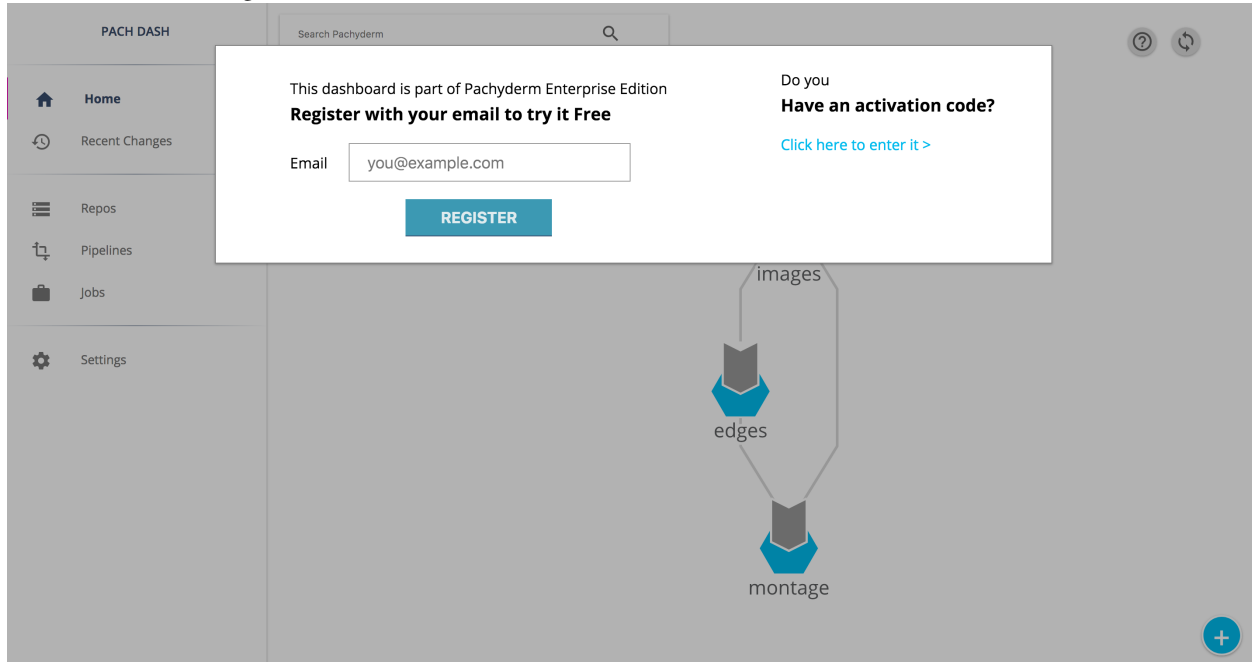 PACH DASH
Search Pachyderm
Home
Recent Changes
Repos
Pipelines
Jobs
Settings
This dashboard is part of Pachyderm Enterprise Edition
Register with your email to try it Free
Email
you@example.com
REGISTER
Do you
Have an activation code?
Click here to enter it >
images
edges
montage